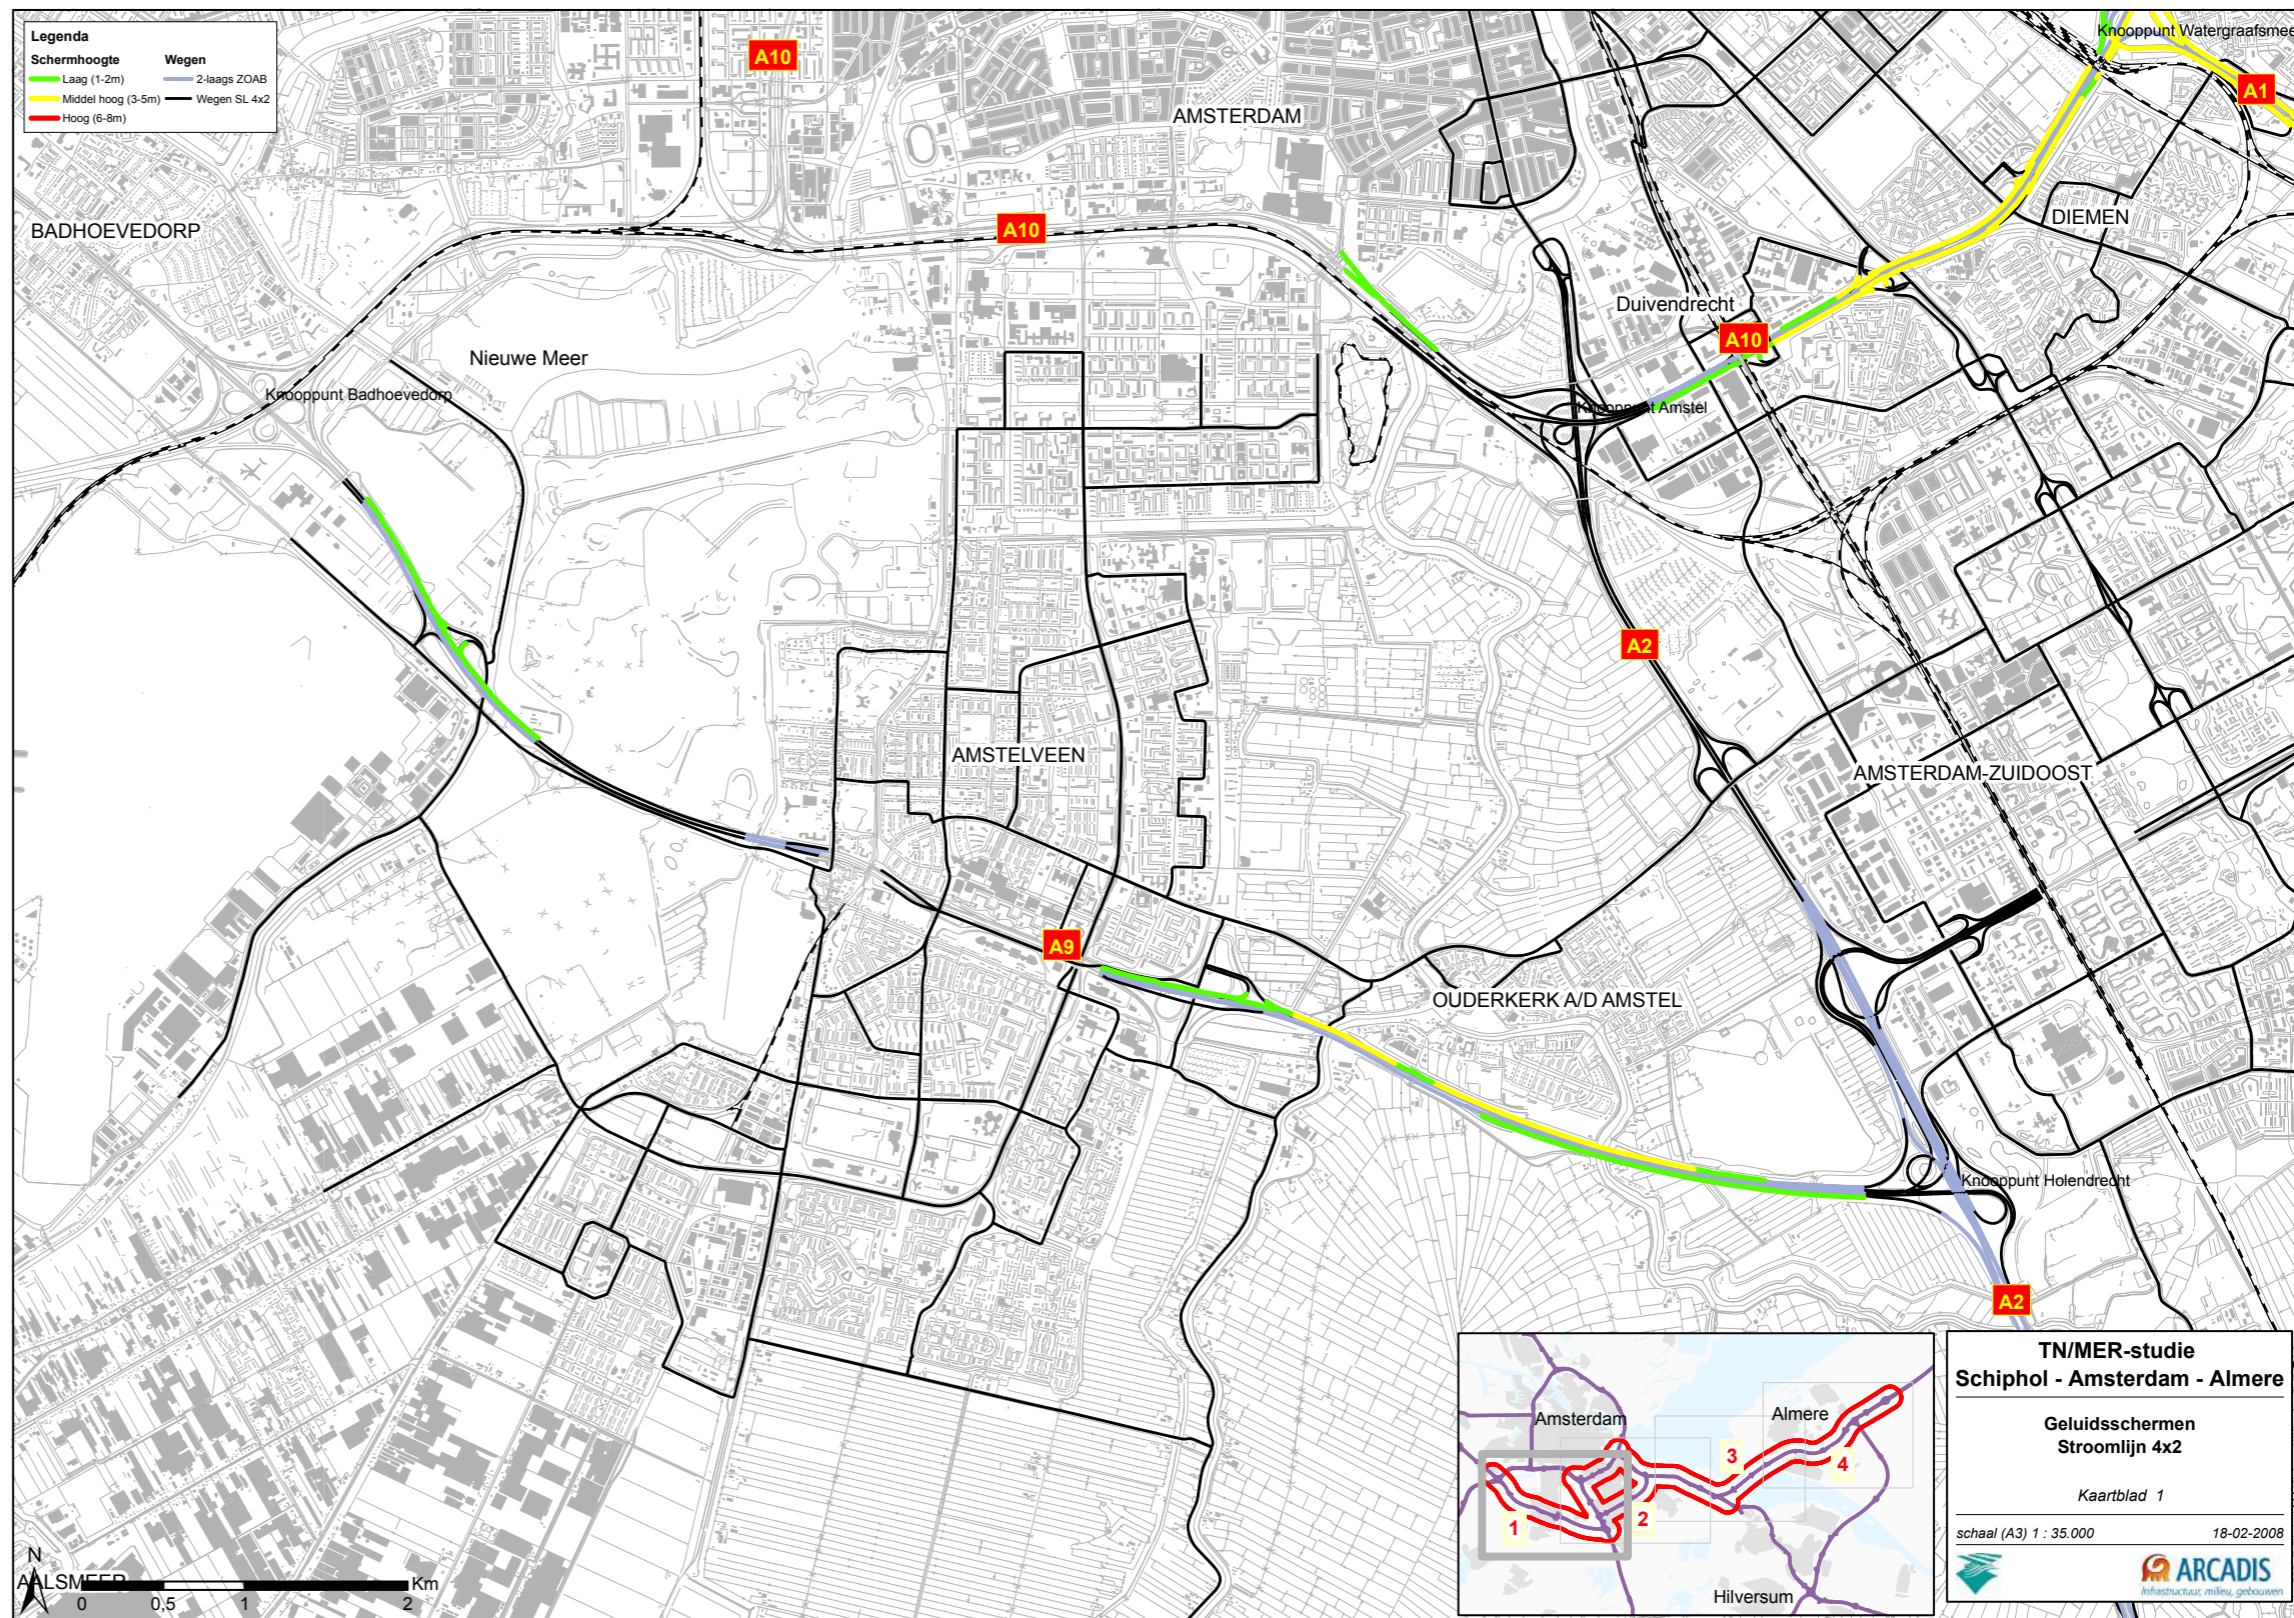 Legenda
Schermhoogte Wegen
Laag (1-2m) 2-laags ZOAB
Middel hoog (3-5m) Wegen SL 4x2
Hoog (6-8m)
Knooppunt Watergraafsmeer
A10
A1
AMSTERDAM
DIEMEN
BADHOEVEDORP
A10
Duivendrecht
A10
Nieuwe Meer
Knooppunt Badhoevedorp
Knooppunt Amstel
A2
AMSTELVEEN
AMSTERDAM-ZUIDOOST
A9
OUDERKERK A/D AMSTEL
Knooppunt Holendrecht
A2
Amsterdam
Almere
3
4
1
2
Hilversum
TN/MER-studie
Schiphol - Amsterdam - Almere
Geluidsschermen
Stroomlijn 4x2
Kaartblad 1
schaal (A3) 1 : 35.000 18-02-2008
ARCADIS
Infrastructuur, milieu, gebouwen
N
AALSMEER
Km
0 0,5 1 2